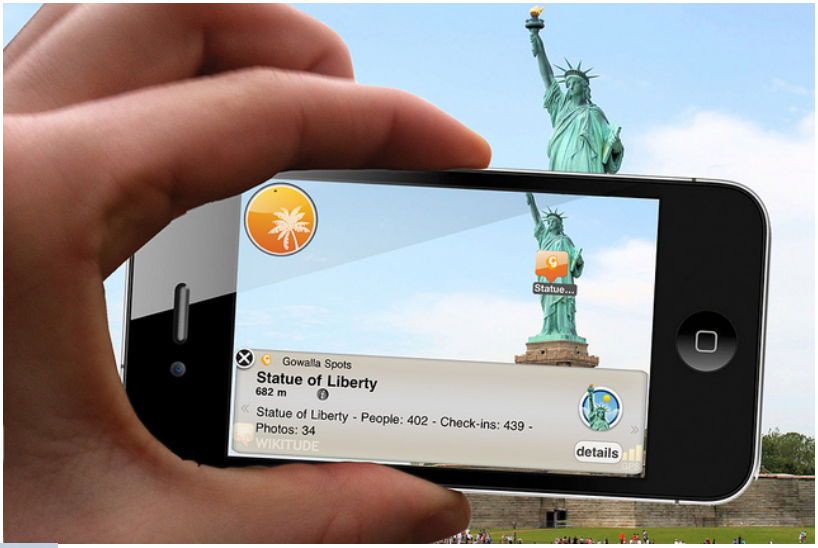 Statue...
Gowalla Spots
Statue of Liberty
682 m
Statue of Liberty - People: 402 - Check-ins: 439 -
Photos: 34
WIKITUDE
details